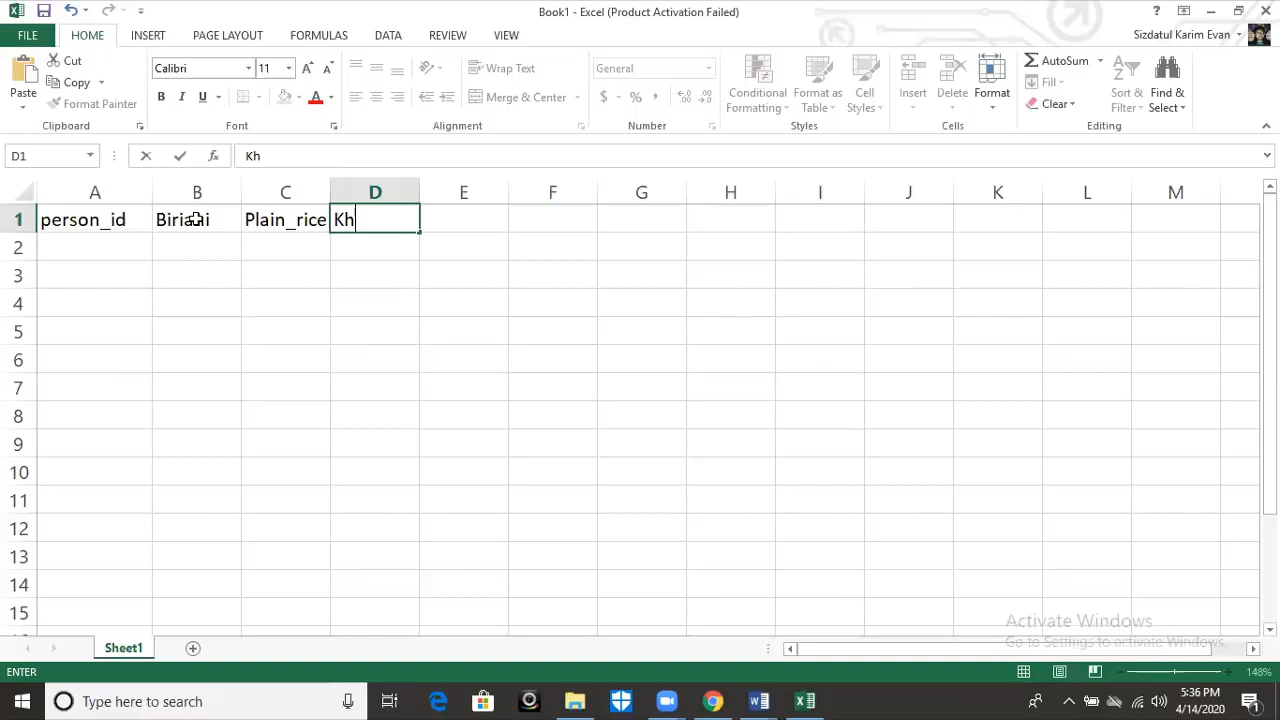 Book1 - Excel (Product Activation Failed)
FILE HOME INSERT PAGE LAYOUT FORMULAS DATA REVIEW VIEW Sizdatul Karim Evan
Cut
Copy
Format Painter
Paste
Clipboard
Calibri 11
B I U
Font
Wrap Text
Merge & Center
Alignment
General
$ % ,
Number
Conditional Formatting
Format as Table
Cell Styles
Styles
Insert
Delete
Format
Cells
AutoSum
Fill
Clear
Sort & Filter
Find & Select
Editing
D1 fx Kh
A B C D E F G H I J K L M
1 person_id Biriani Plain_rice Kh
2
3
4
5
6
7
8
9
10
11
12
13
14
15
Activate Windows
Go to Settings to activate Windows.
Sheet1
ENTER 148%
Type here to search
5:36 PM
4/14/2020